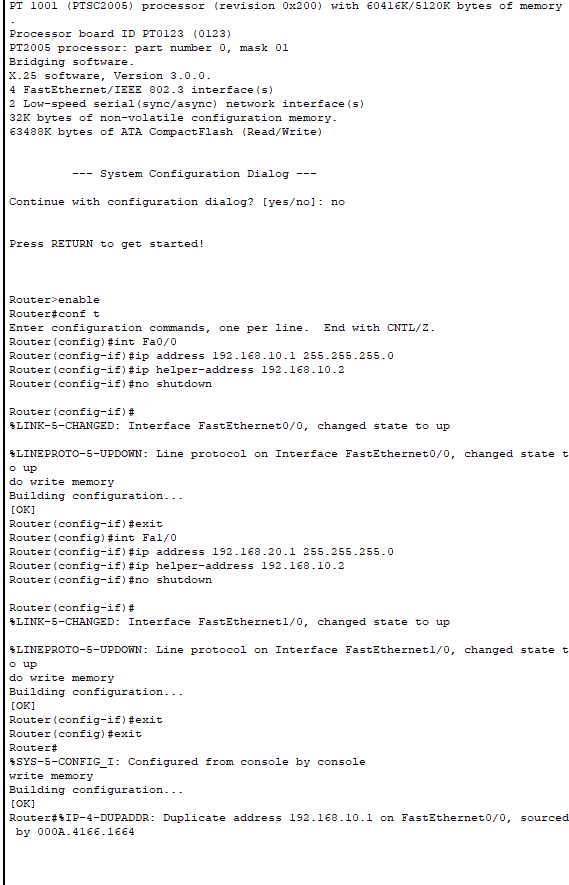 PT 1001 (PTSC2005) processor (revision 0x200) with 60416K/5120K bytes of memory
.
Processor board ID PT0123 (0123)
PT2005 processor: part number 0, mask 01
Bridging software.
X.25 software, Version 3.0.0.
4 FastEthernet/IEEE 802.3 interface(s)
2 Low-speed serial(sync/async) network interface(s)
32K bytes of non-volatile configuration memory.
63488K bytes of ATA CompactFlash (Read/Write)
--- System Configuration Dialog ---
Continue with configuration dialog? [yes/no]: no
Press RETURN to get started!
Router>enable
Router#conf t
Enter configuration commands, one per line.  End with CNTL/Z.
Router(config)#int Fa0/0
Router(config-if)#ip address 192.168.10.1 255.255.255.0
Router(config-if)#ip helper-address 192.168.10.2
Router(config-if)#no shutdown
Router(config-if)#
%LINK-5-CHANGED: Interface FastEthernet0/0, changed state to up
%LINEPROTO-5-UPDOWN: Line protocol on Interface FastEthernet0/0, changed state t
o up
do write memory
Building configuration...
[OK]
Router(config-if)#exit
Router(config)#int Fa1/0
Router(config-if)#ip address 192.168.20.1 255.255.255.0
Router(config-if)#ip helper-address 192.168.10.2
Router(config-if)#no shutdown
Router(config-if)#
%LINK-5-CHANGED: Interface FastEthernet1/0, changed state to up
%LINEPROTO-5-UPDOWN: Line protocol on Interface FastEthernet1/0, changed state t
o up
do write memory
Building configuration...
[OK]
Router(config-if)#exit
Router(config)#exit
Router#
%SYS-5-CONFIG_I: Configured from console by console
write memory
Building configuration...
[OK]
Router#%IP-4-DUPADDR: Duplicate address 192.168.10.1 on FastEthernet0/0, sourced
by 000A.4166.1664